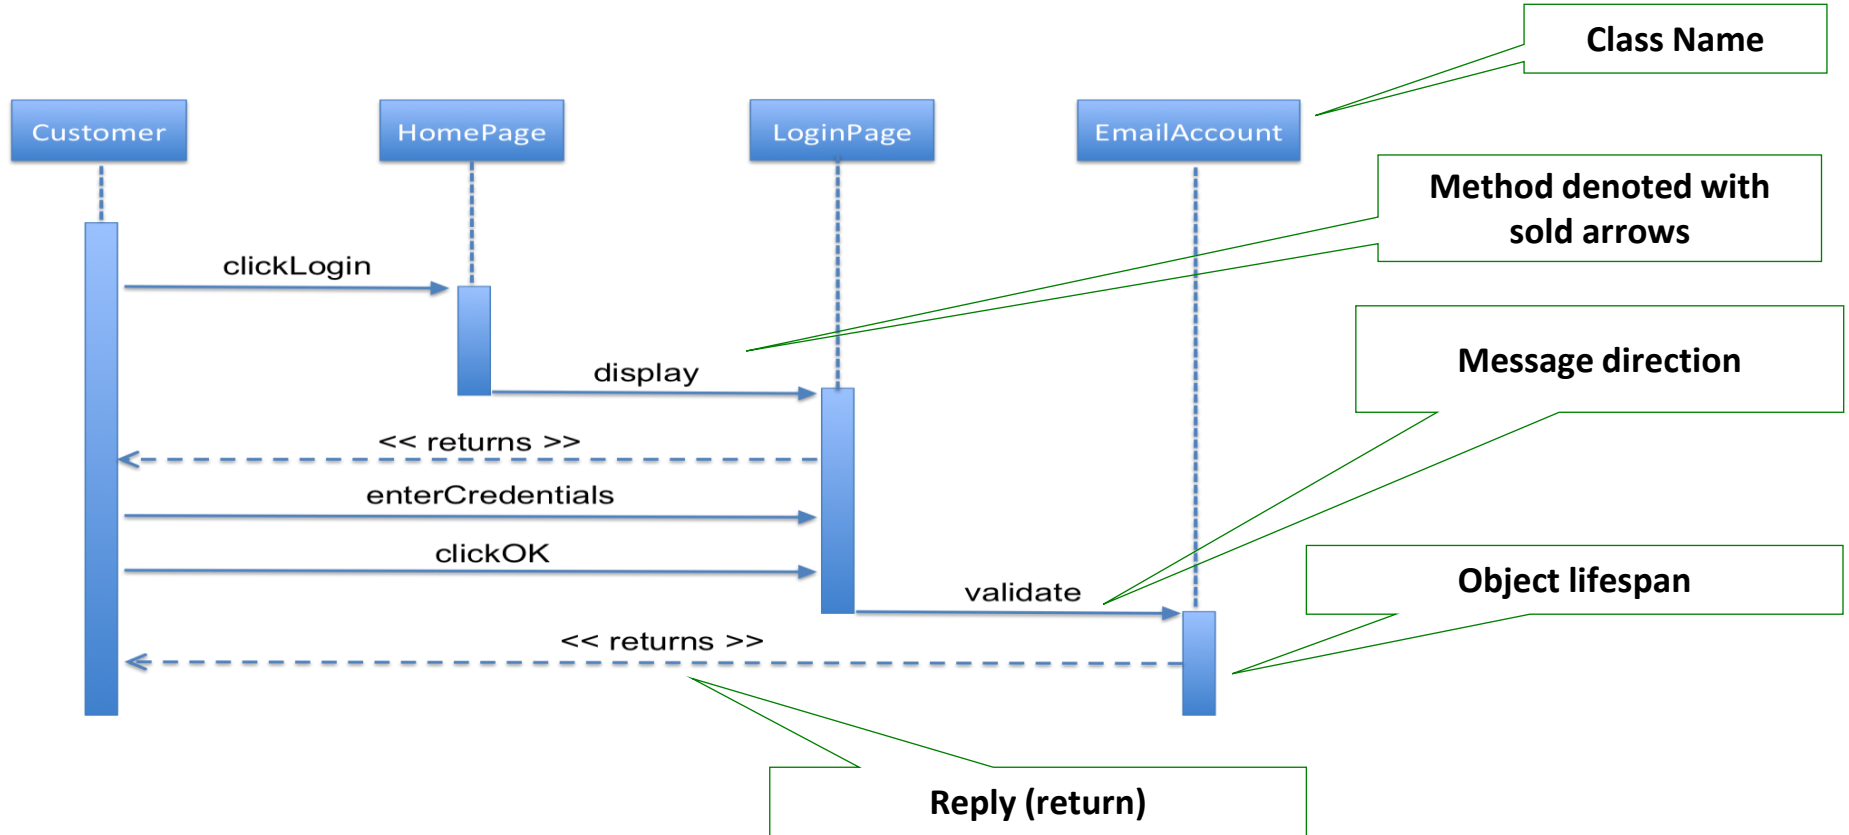 Class Name
Customer
HomePage
LoginPage
EmailAccount
Method denoted with
sold arrows
clickLogin
display
Message direction
<< returns >>
enterCredentials
clickOK
validate
Object lifespan
<< returns >>
Reply (return)